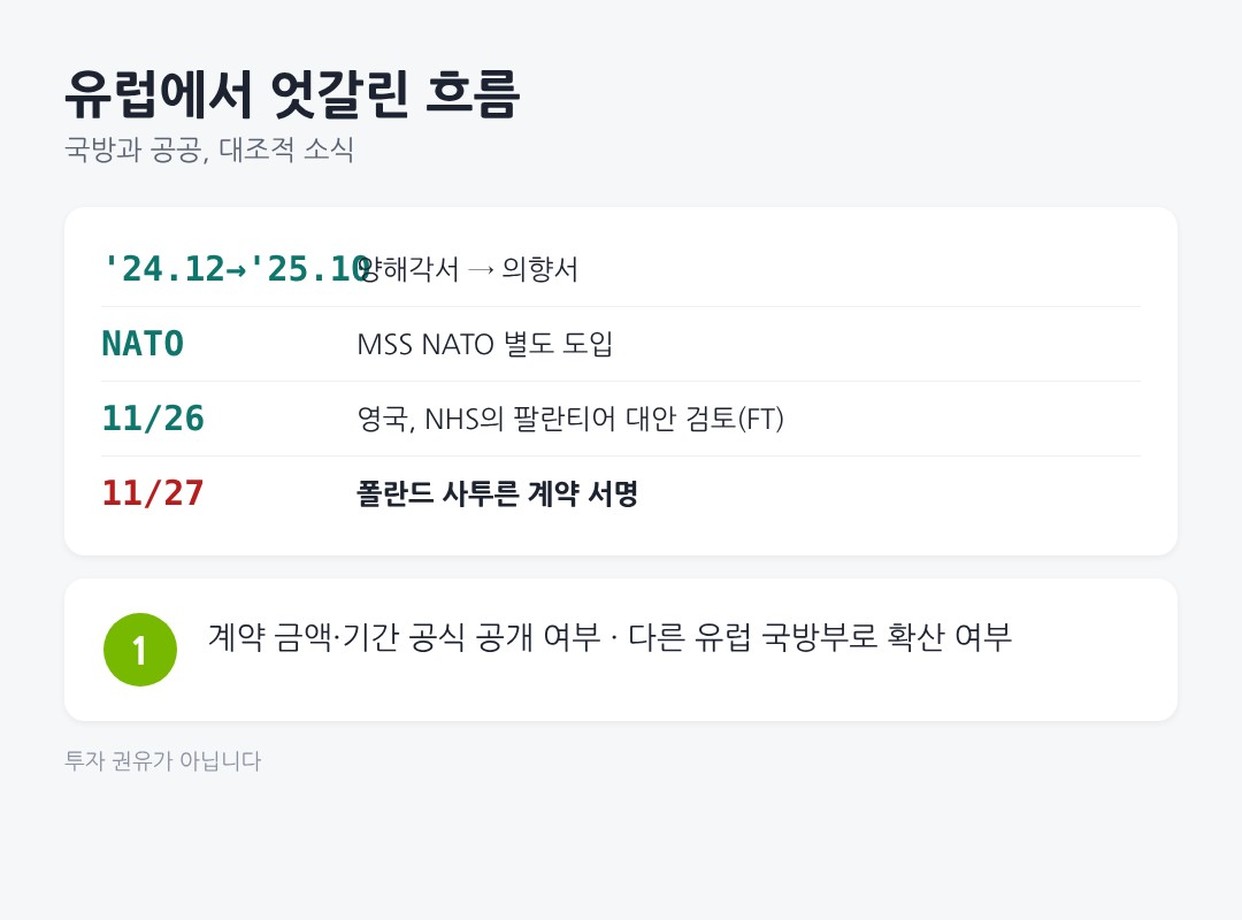 유럽에서 엇갈린 흐름
국방과 공공, 대조적 소식
'24.12→'25.10 양해각서 → 의향서
NATO MSS NATO 별도 도입
11/26 영국, NHS의 팔란티어 대안 검토(FT)
11/27 폴란드 사투른 계약 서명
1 계약 금액·기간 공식 공개 여부 · 다른 유럽 국방부로 확산 여부
투자 권유가 아닙니다